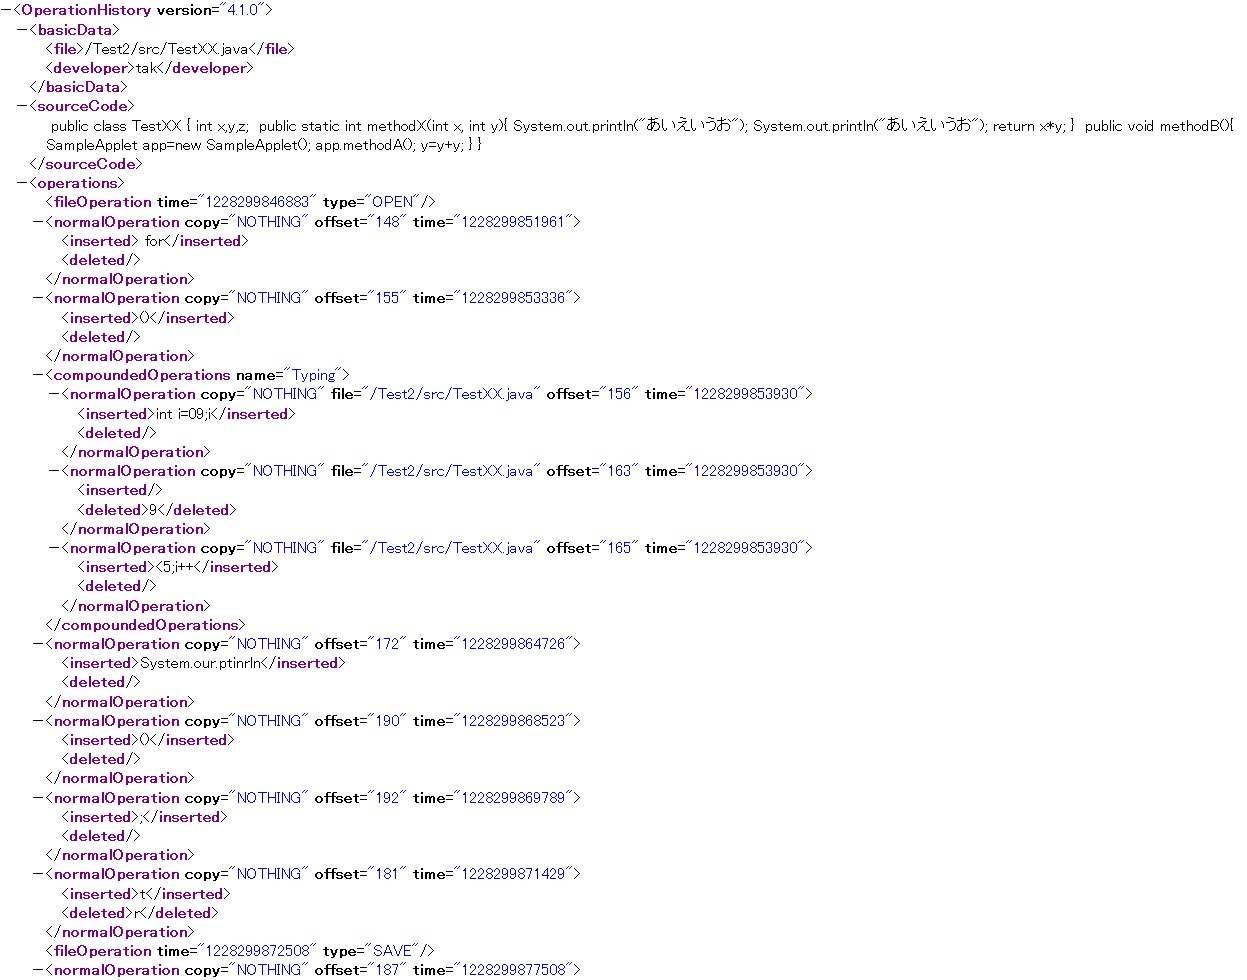 −<OperationHistory version="4.1.0">
−<basicData>
<file>/Test2/src/TestXX.java</file>
<developer>tak</developer>
</basicData>
−<sourceCode>
public class TestXX { int x,y,z; public static int methodX(int x, int y){ System.out.println("あいえいうお"); System.out.println("あいえいうお"); return x*y; } public void methodB(){
SampleApplet app=new SampleApplet(); app.methodA(); y=y+y; } }
</sourceCode>
−<operations>
<fileOperation time="1228299846883" type="OPEN"/>
−<normalOperation copy="NOTHING" offset="148" time="1228299851961">
<inserted> for</inserted>
<deleted/>
</normalOperation>
−<normalOperation copy="NOTHING" offset="155" time="1228299853336">
<inserted>()</inserted>
<deleted/>
</normalOperation>
−<compoundedOperations name="Typing">
−<normalOperation copy="NOTHING" file="/Test2/src/TestXX.java" offset="156" time="1228299853930">
<inserted>int i=09;i</inserted>
<deleted/>
</normalOperation>
−<normalOperation copy="NOTHING" file="/Test2/src/TestXX.java" offset="163" time="1228299853930">
<inserted/>
<deleted>9</deleted>
</normalOperation>
−<normalOperation copy="NOTHING" file="/Test2/src/TestXX.java" offset="165" time="1228299853930">
<inserted><5;i++</inserted>
<deleted/>
</normalOperation>
</compoundedOperations>
−<normalOperation copy="NOTHING" offset="172" time="1228299864726">
<inserted>System.our.ptinrln</inserted>
<deleted/>
</normalOperation>
−<normalOperation copy="NOTHING" offset="190" time="1228299868523">
<inserted>()</inserted>
<deleted/>
</normalOperation>
−<normalOperation copy="NOTHING" offset="192" time="1228299869789">
<inserted>;</inserted>
<deleted/>
</normalOperation>
−<normalOperation copy="NOTHING" offset="181" time="1228299871429">
<inserted>t</inserted>
<deleted>r</deleted>
</normalOperation>
<fileOperation time="1228299872508" type="SAVE"/>
−<normalOperation copy="NOTHING" offset="187" time="1228299877508">